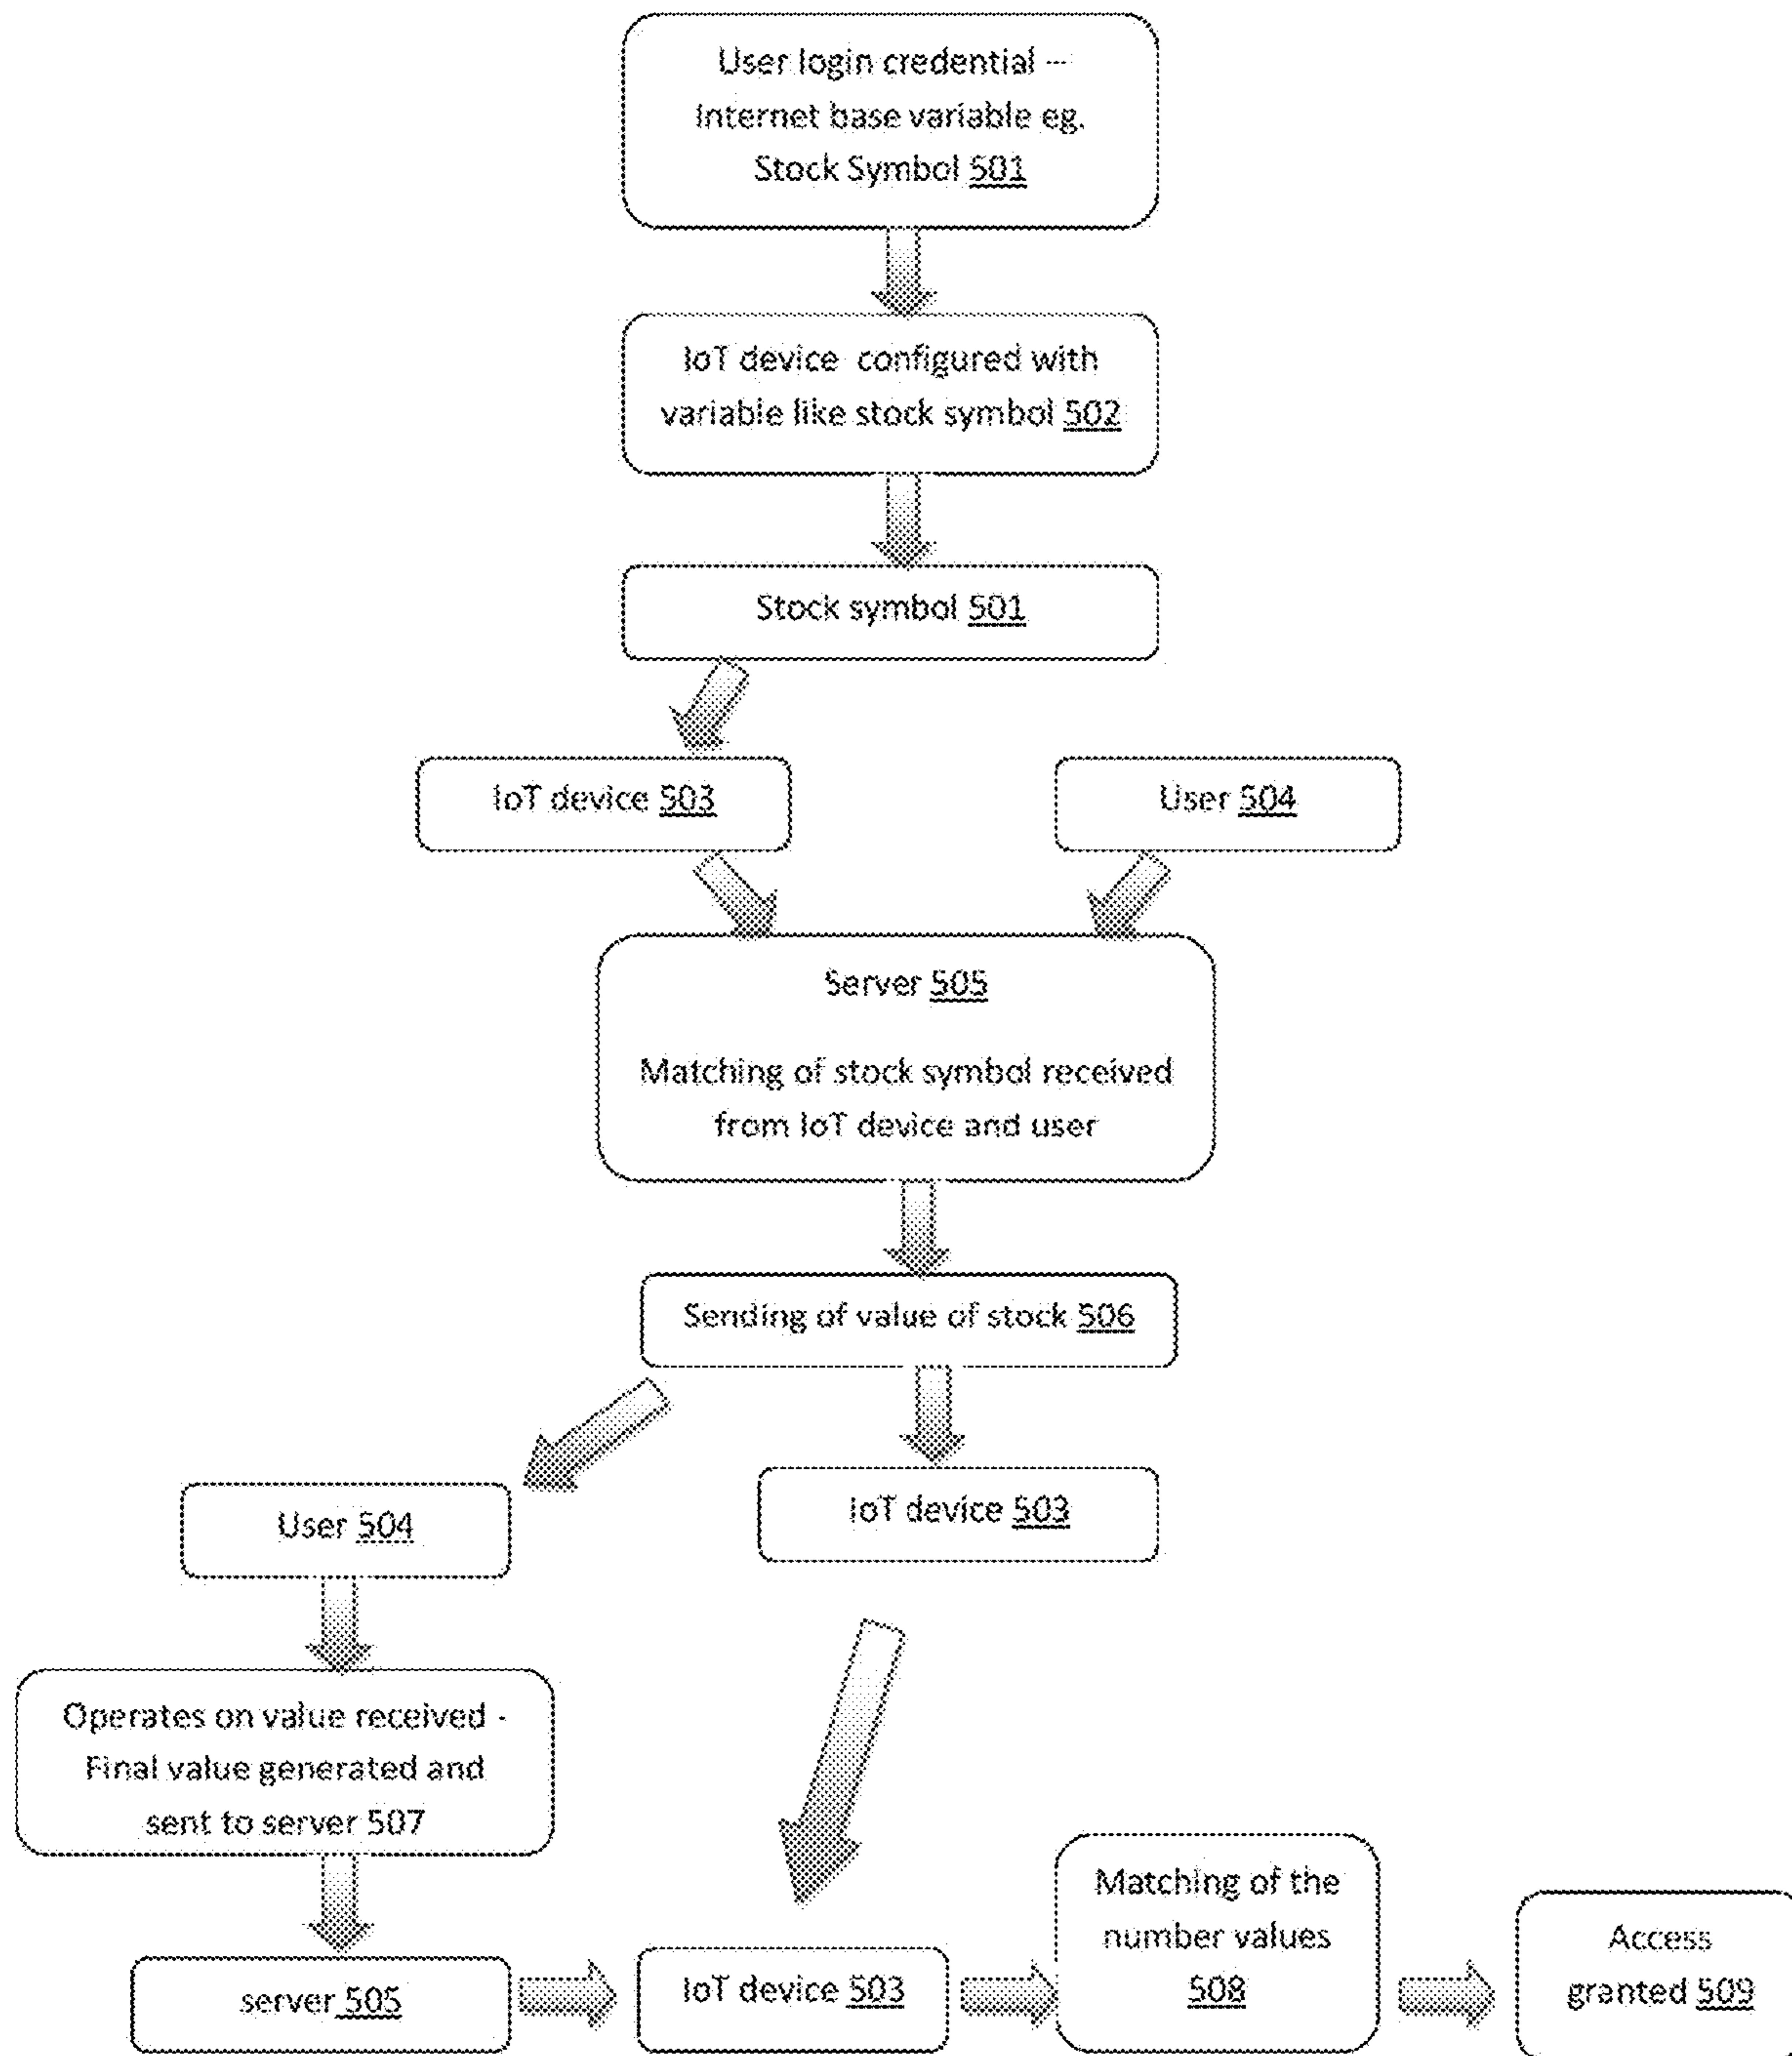 User login credential --
Internet base variable eg.
Stock Symbol 501
IoT device configured with
variable like stock symbol 502
Stock symbol 501
IoT device 503
User 504
Server 505
Matching of stock symbol received
from IoT device and user
Sending of value of stock 506
User 504
IoT device 503
Operates on value received -
Final value generated and
sent to server 507
server 505
IoT device 503
Matching of the
number values
508
Access
granted 509